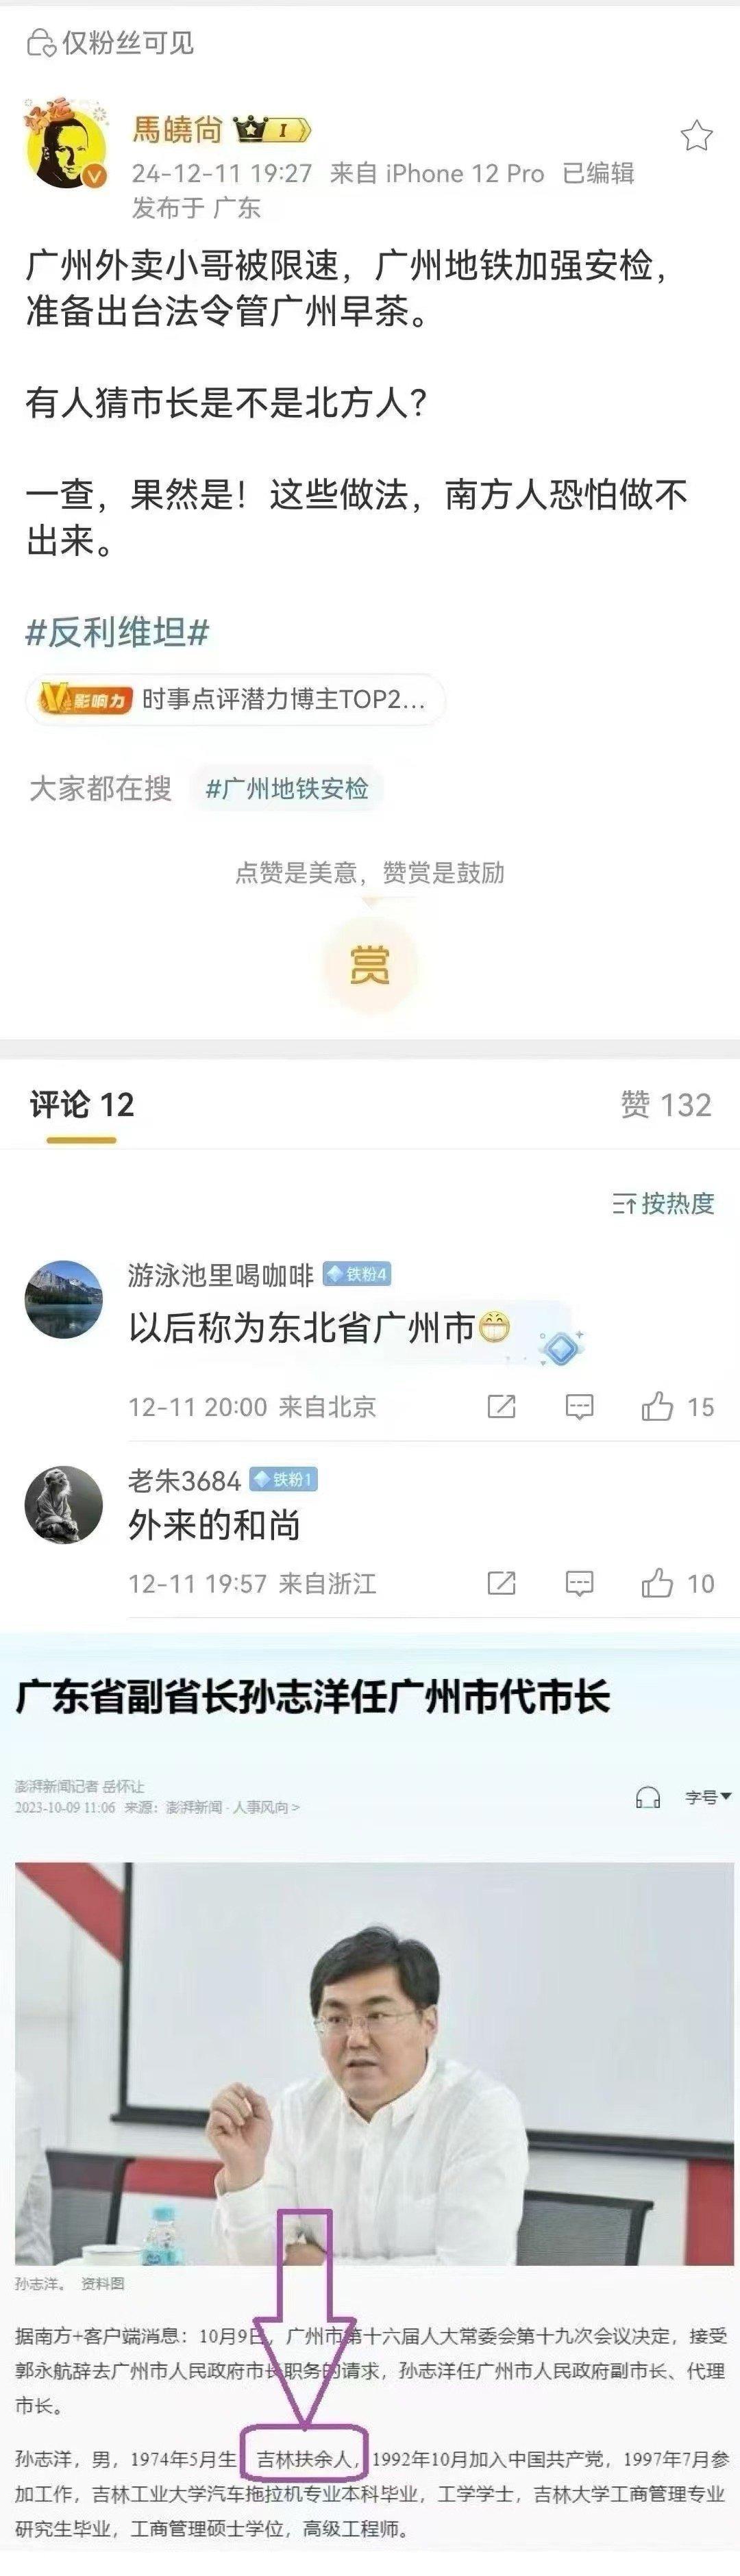 仅粉丝可见
好运
馬皢尙 I
24-12-11 19:27 来自 iPhone 12 Pro 已编辑
发布于 广东
广州外卖小哥被限速，广州地铁加强安检，
准备出台法令管广州早茶。
有人猜市长是不是北方人？
一查，果然是！这些做法，南方人恐怕做不
出来。
#反利维坦#
V影响力 时事点评潜力博主TOP2...
大家都在搜 #广州地铁安检
点赞是美意，赞赏是鼓励
赏
评论 12 赞 132
按热度
游泳池里喝咖啡 铁粉4
以后称为东北省广州市😁
12-11 20:00 来自北京 15
老朱3684 铁粉1
外来的和尚
12-11 19:57 来自浙江 10
广东省副省长孙志洋任广州市代市长
澎湃新闻记者 岳怀让
2023-10-09 11:06 来源：澎湃新闻 · 人事风向 >
字号
孙志洋。 资料图
据南方+客户端消息：10月9日，广州市第十六届人大常委会第十九次会议决定，接受
郭永航辞去广州市人民政府市长职务的请求，孙志洋任广州市人民政府副市长、代理
市长。
孙志洋，男，1974年5月生，吉林扶余人，1992年10月加入中国共产党，1997年7月参
加工作，吉林工业大学汽车拖拉机专业本科毕业，工学学士，吉林大学工商管理专业
研究生毕业，工商管理硕士学位，高级工程师。